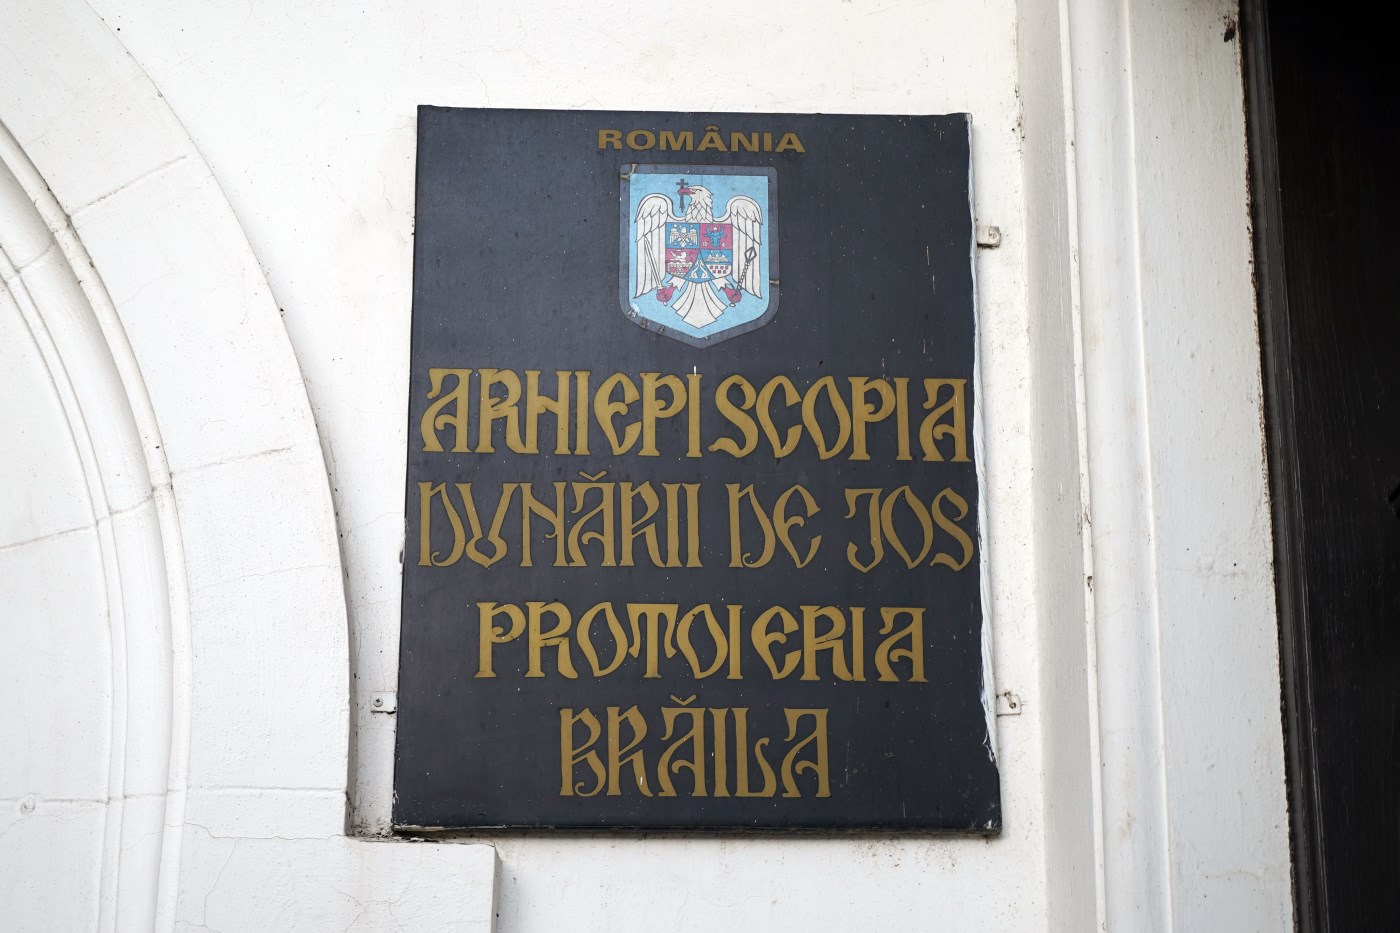 ROMÂNIA
ARHIEPISCOPIA
DUNĂRII DE JOS
PROTOIERIA
BRĂILA